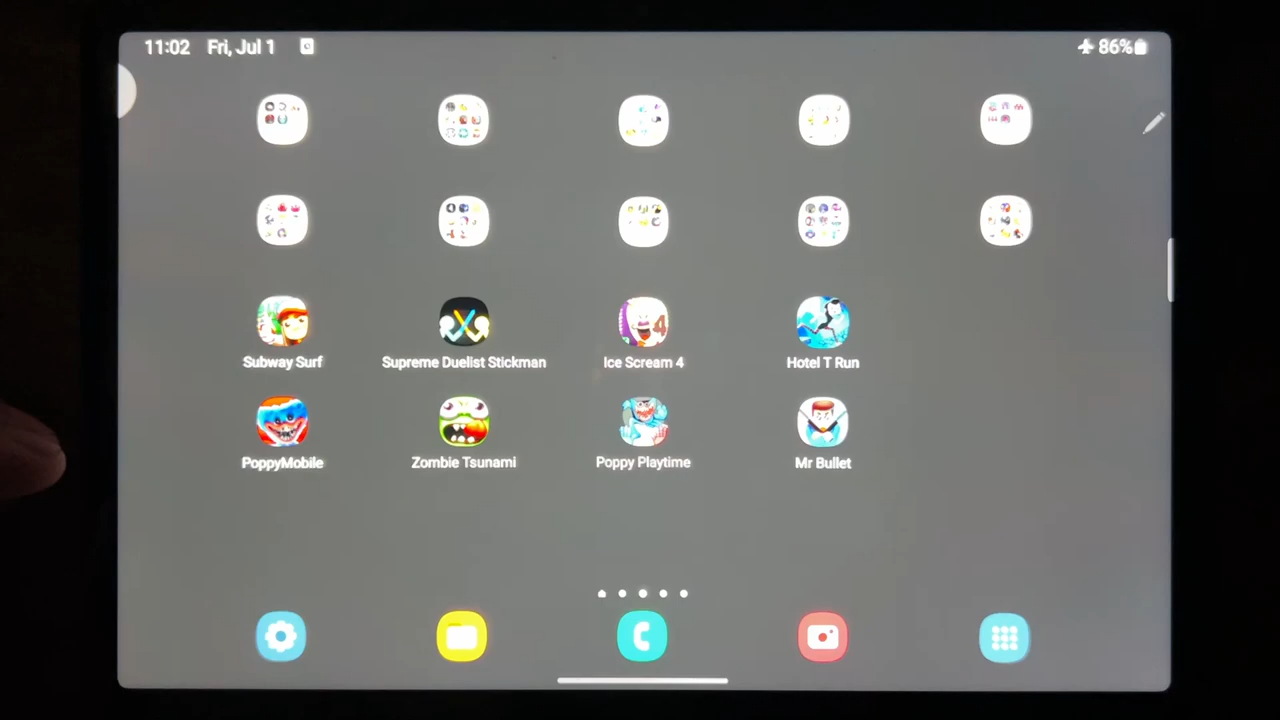 11:02 Fri, Jul 1 86%
Subway Surf Supreme Duelist Stickman Ice Scream 4 Hotel T Run
PoppyMobile Zombie Tsunami Poppy Playtime Mr Bullet